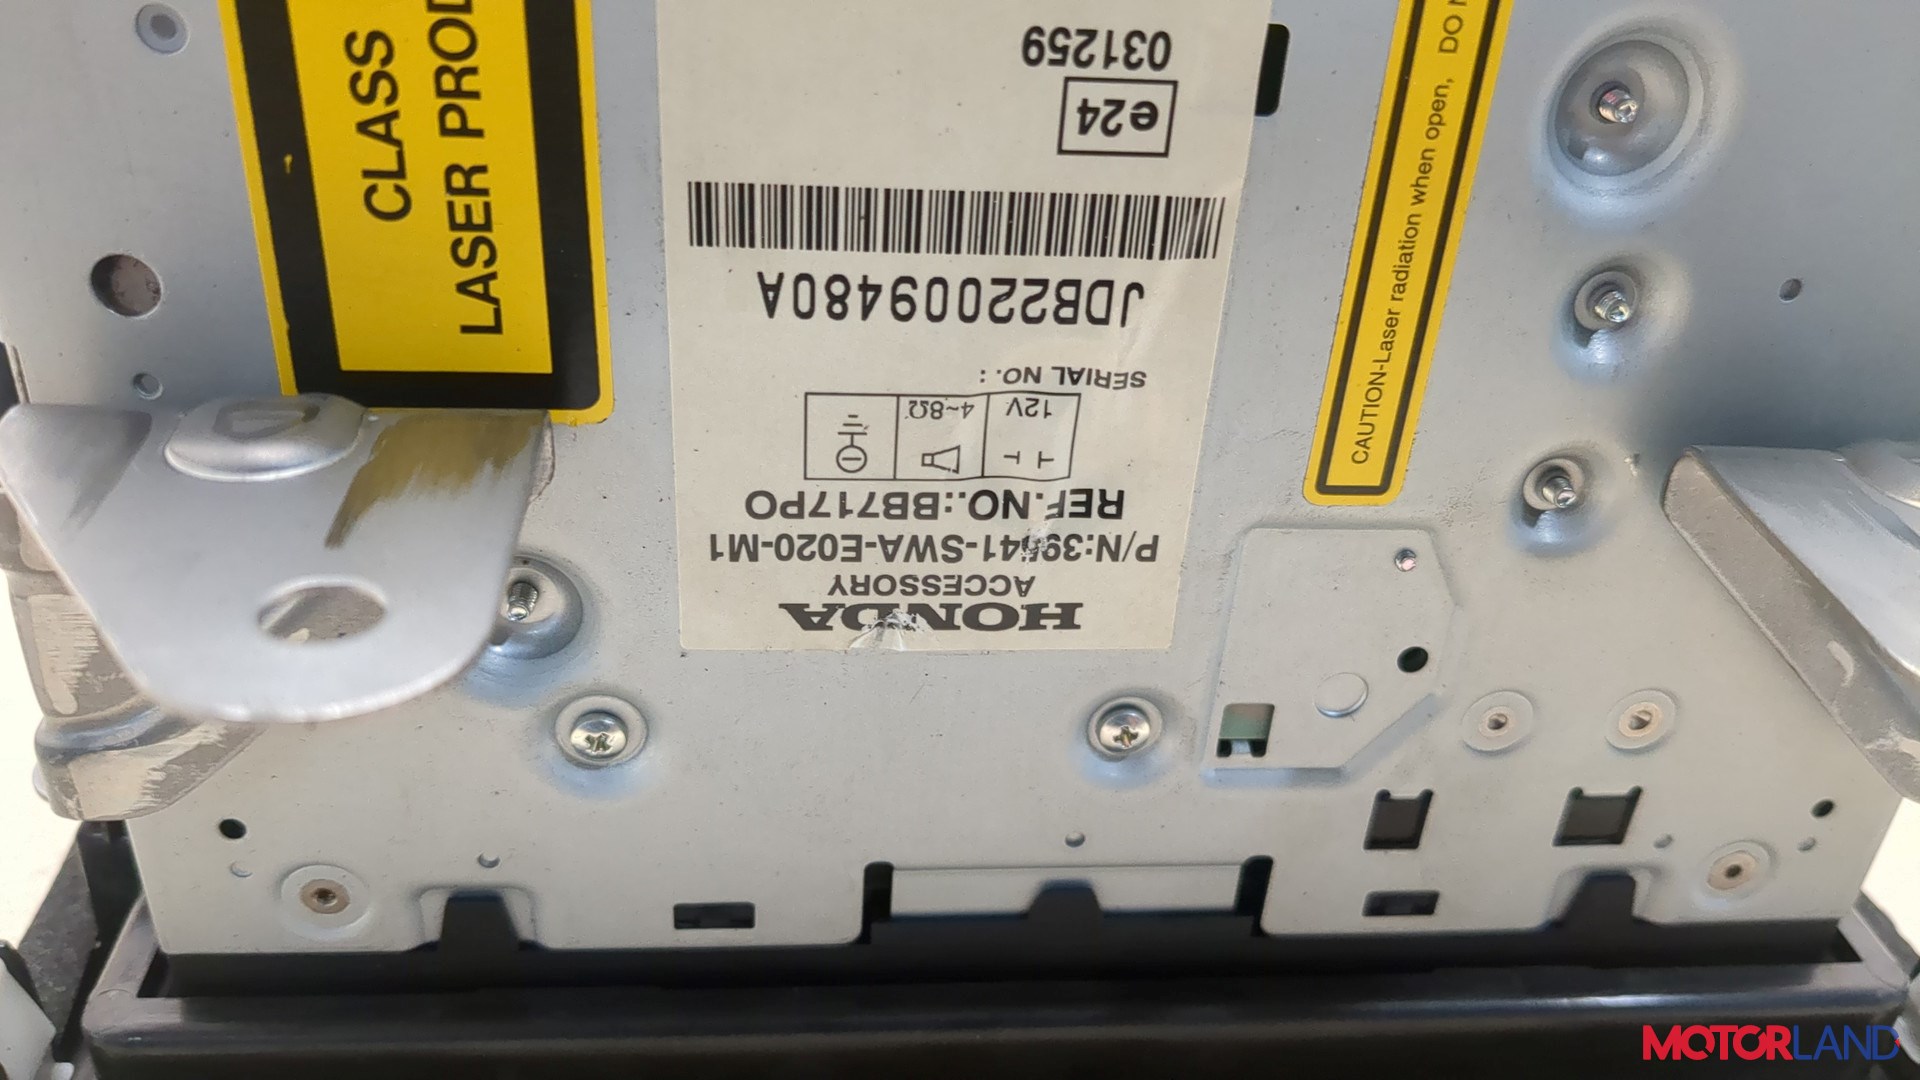 HONDA
ACCESSORY
P/N:39541-SWA-E020-M1
REF.NO.:BB717PO
12V
4~8Ω
SERIAL NO. :
JDB22009480A
e24
031259
CLASS
LASER PROD
CAUTION-Laser radiation when open, DO N
MOTORLAND